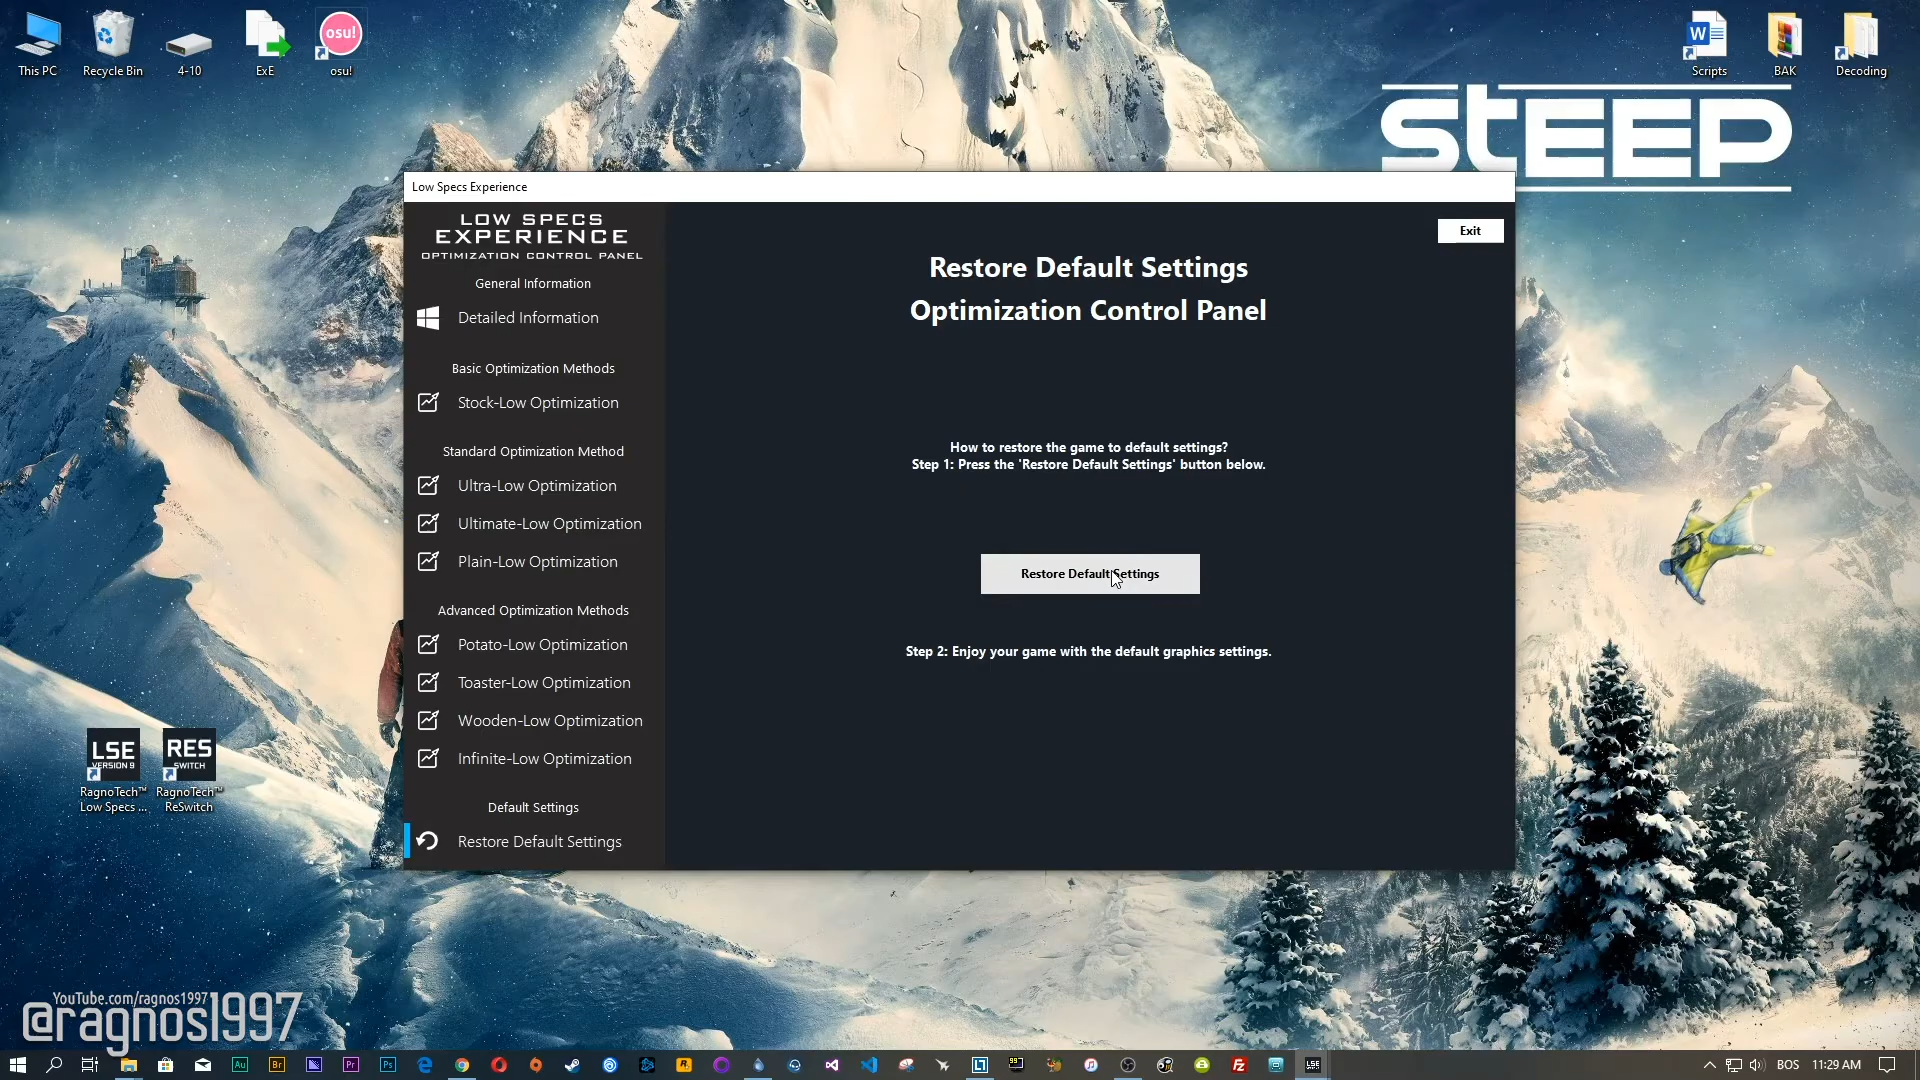 This PC
Recycle Bin
4-10
ExE
osu!
osu!
Scripts
BAK
Decoding
STEEP
Low Specs Experience
LOW SPECS
EXPERIENCE
OPTIMIZATION CONTROL PANEL
General Information
Detailed Information
Basic Optimization Methods
Stock-Low Optimization
Standard Optimization Method
Ultra-Low Optimization
Ultimate-Low Optimization
Plain-Low Optimization
Advanced Optimization Methods
Potato-Low Optimization
Toaster-Low Optimization
Wooden-Low Optimization
Infinite-Low Optimization
Default Settings
Restore Default Settings
Exit
Restore Default Settings
Optimization Control Panel
How to restore the game to default settings?
Step 1: Press the 'Restore Default Settings' button below.
Restore Default Settings
Step 2: Enjoy your game with the default graphics settings.
LSE
VERSION 9
RagnoTech™
Low Specs ...
RES
SWITCH
RagnoTech™
ReSwitch
YouTube.com/ragnos1997
@ragnos1997
Au
Br
Pr
Ps
99
BOS
11:29 AM